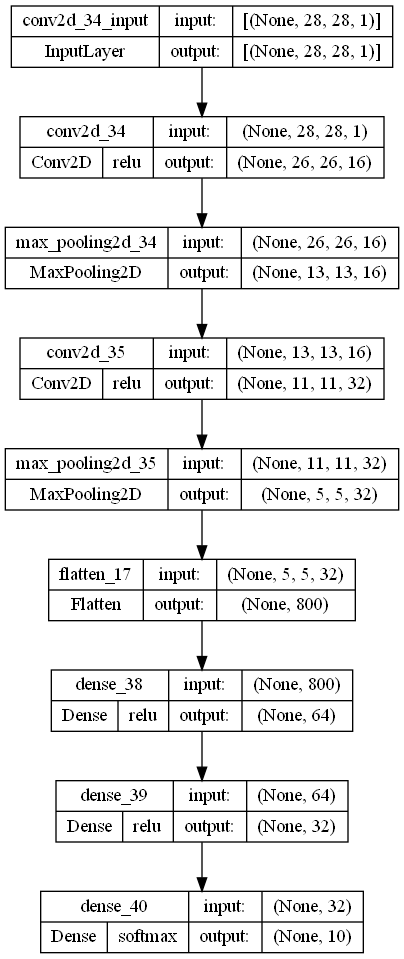 conv2d_34_input input: [(None, 28, 28, 1)]
InputLayer output: [(None, 28, 28, 1)]
conv2d_34 input: (None, 28, 28, 1)
Conv2D relu output: (None, 26, 26, 16)
max_pooling2d_34 input: (None, 26, 26, 16)
MaxPooling2D output: (None, 13, 13, 16)
conv2d_35 input: (None, 13, 13, 16)
Conv2D relu output: (None, 11, 11, 32)
max_pooling2d_35 input: (None, 11, 11, 32)
MaxPooling2D output: (None, 5, 5, 32)
flatten_17 input: (None, 5, 5, 32)
Flatten output: (None, 800)
dense_38 input: (None, 800)
Dense relu output: (None, 64)
dense_39 input: (None, 64)
Dense relu output: (None, 32)
dense_40 input: (None, 32)
Dense softmax output: (None, 10)